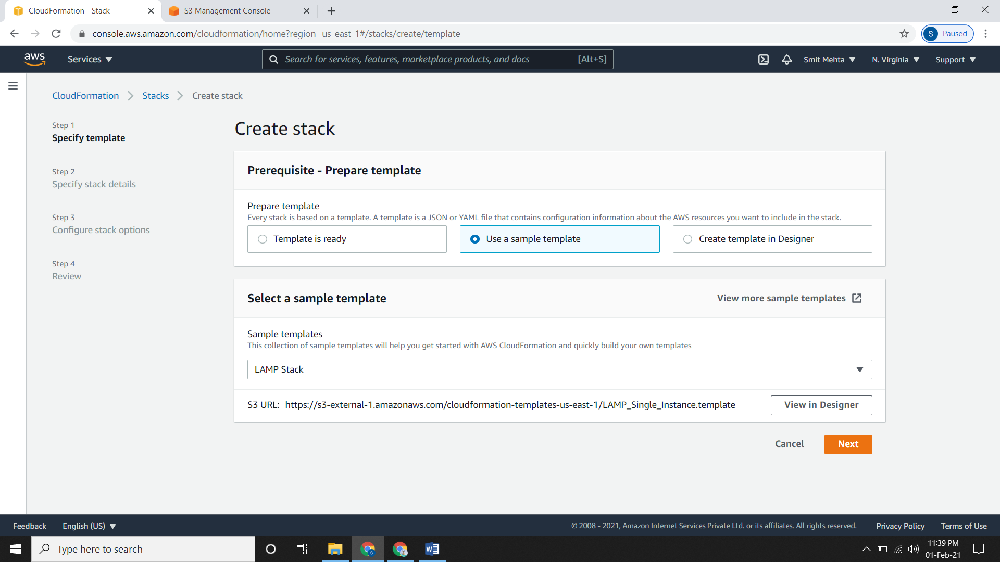 CloudFormation - Stack
S3 Management Console
console.aws.amazon.com/cloudformation/home?region=us-east-1#/stacks/create/template
S
Paused
aws
Services
Search for services, features, marketplace products, and docs
[Alt+S]
Smit Mehta
N. Virginia
Support
CloudFormation
Stacks
Create stack
Step 1
Specify template
Step 2
Specify stack details
Step 3
Configure stack options
Step 4
Review
Create stack
Prerequisite - Prepare template
Prepare template
Every stack is based on a template. A template is a JSON or YAML file that contains configuration information about the AWS resources you want to include in the stack.
Template is ready
Use a sample template
Create template in Designer
Select a sample template
View more sample templates
Sample templates
This collection of sample templates will help you get started with AWS CloudFormation and quickly build your own templates
LAMP Stack
S3 URL: https://s3-external-1.amazonaws.com/cloudformation-templates-us-east-1/LAMP_Single_Instance.template
View in Designer
Cancel
Next
Feedback
English (US)
© 2008 - 2021, Amazon Internet Services Private Ltd. or its affiliates. All rights reserved.
Privacy Policy
Terms of Use
Type here to search
11:39 PM
01-Feb-21